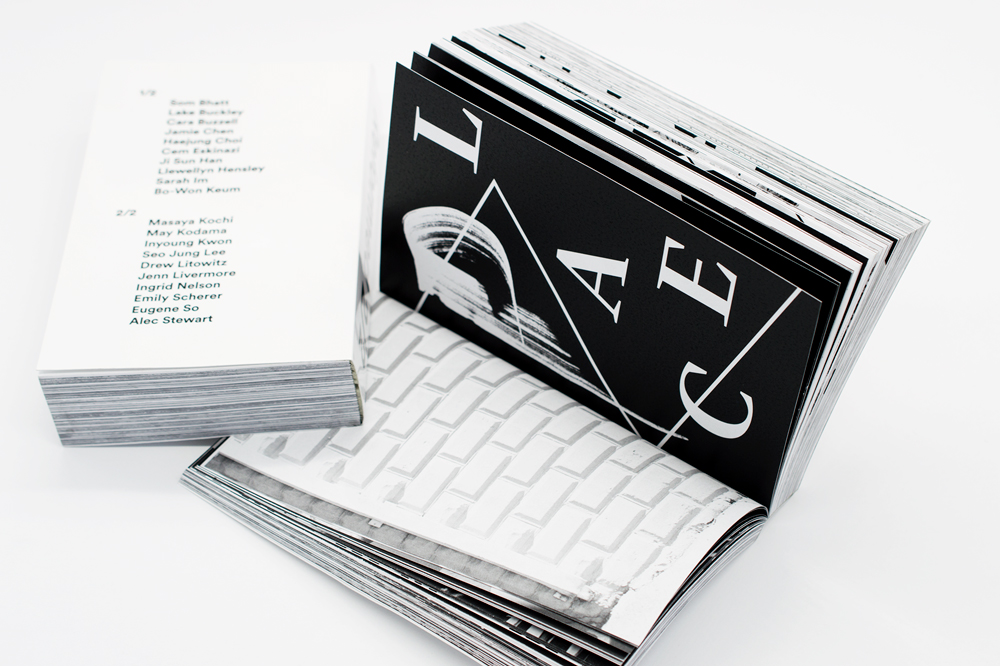 1/2
Som Bhatt
Lake Buckley
Cara Buzzell
Jamie Chen
Haejung Choi
Cem Eskinazi
Ji Sun Han
Llewellyn Hensley
Sarah Im
Bo-Won Keum
2/2
Masaya Kochi
May Kodama
Inyoung Kwon
Seo Jung Lee
Drew Litowitz
Jenn Livermore
Ingrid Nelson
Emily Scherer
Eugene So
Alec Stewart
L
A
E
C